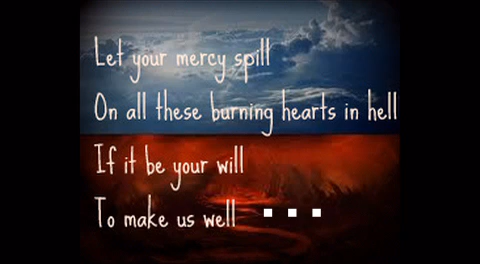 Let your mercy spill
On all these burning hearts in hell
If it be your will
To make us well ...